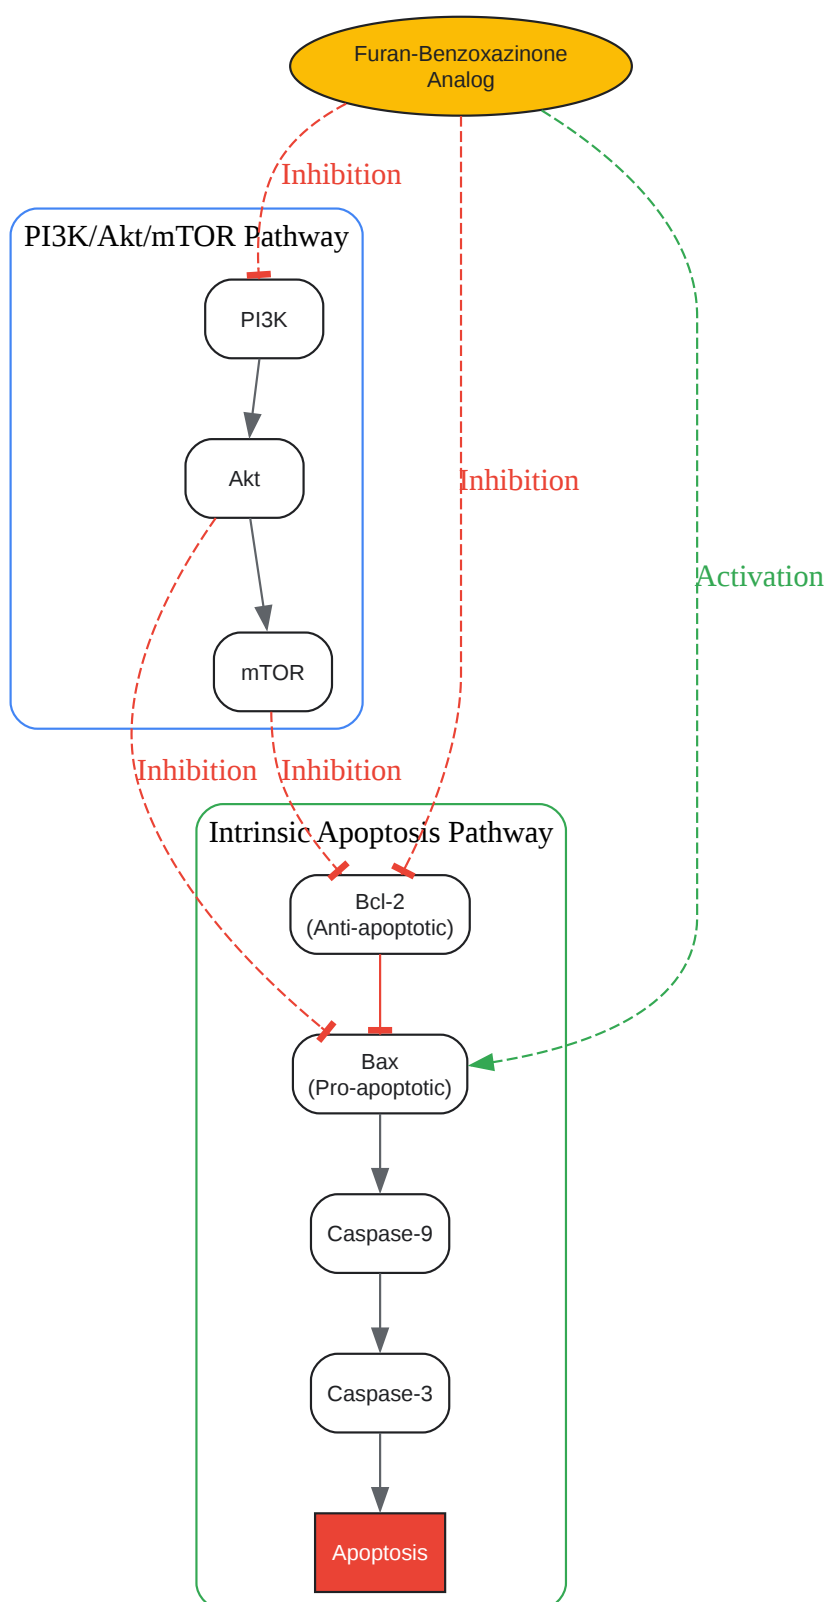 Furan-Benzoxazinone
Analog
Inhibition
PI3K/Akt/mTOR Pathway
PI3K
Akt
Inhibition
Activation
mTOR
Inhibition
Inhibition
Intrinsic Apoptosis Pathway
Bcl-2
(Anti-apoptotic)
Bax
(Pro-apoptotic)
Caspase-9
Caspase-3
Apoptosis